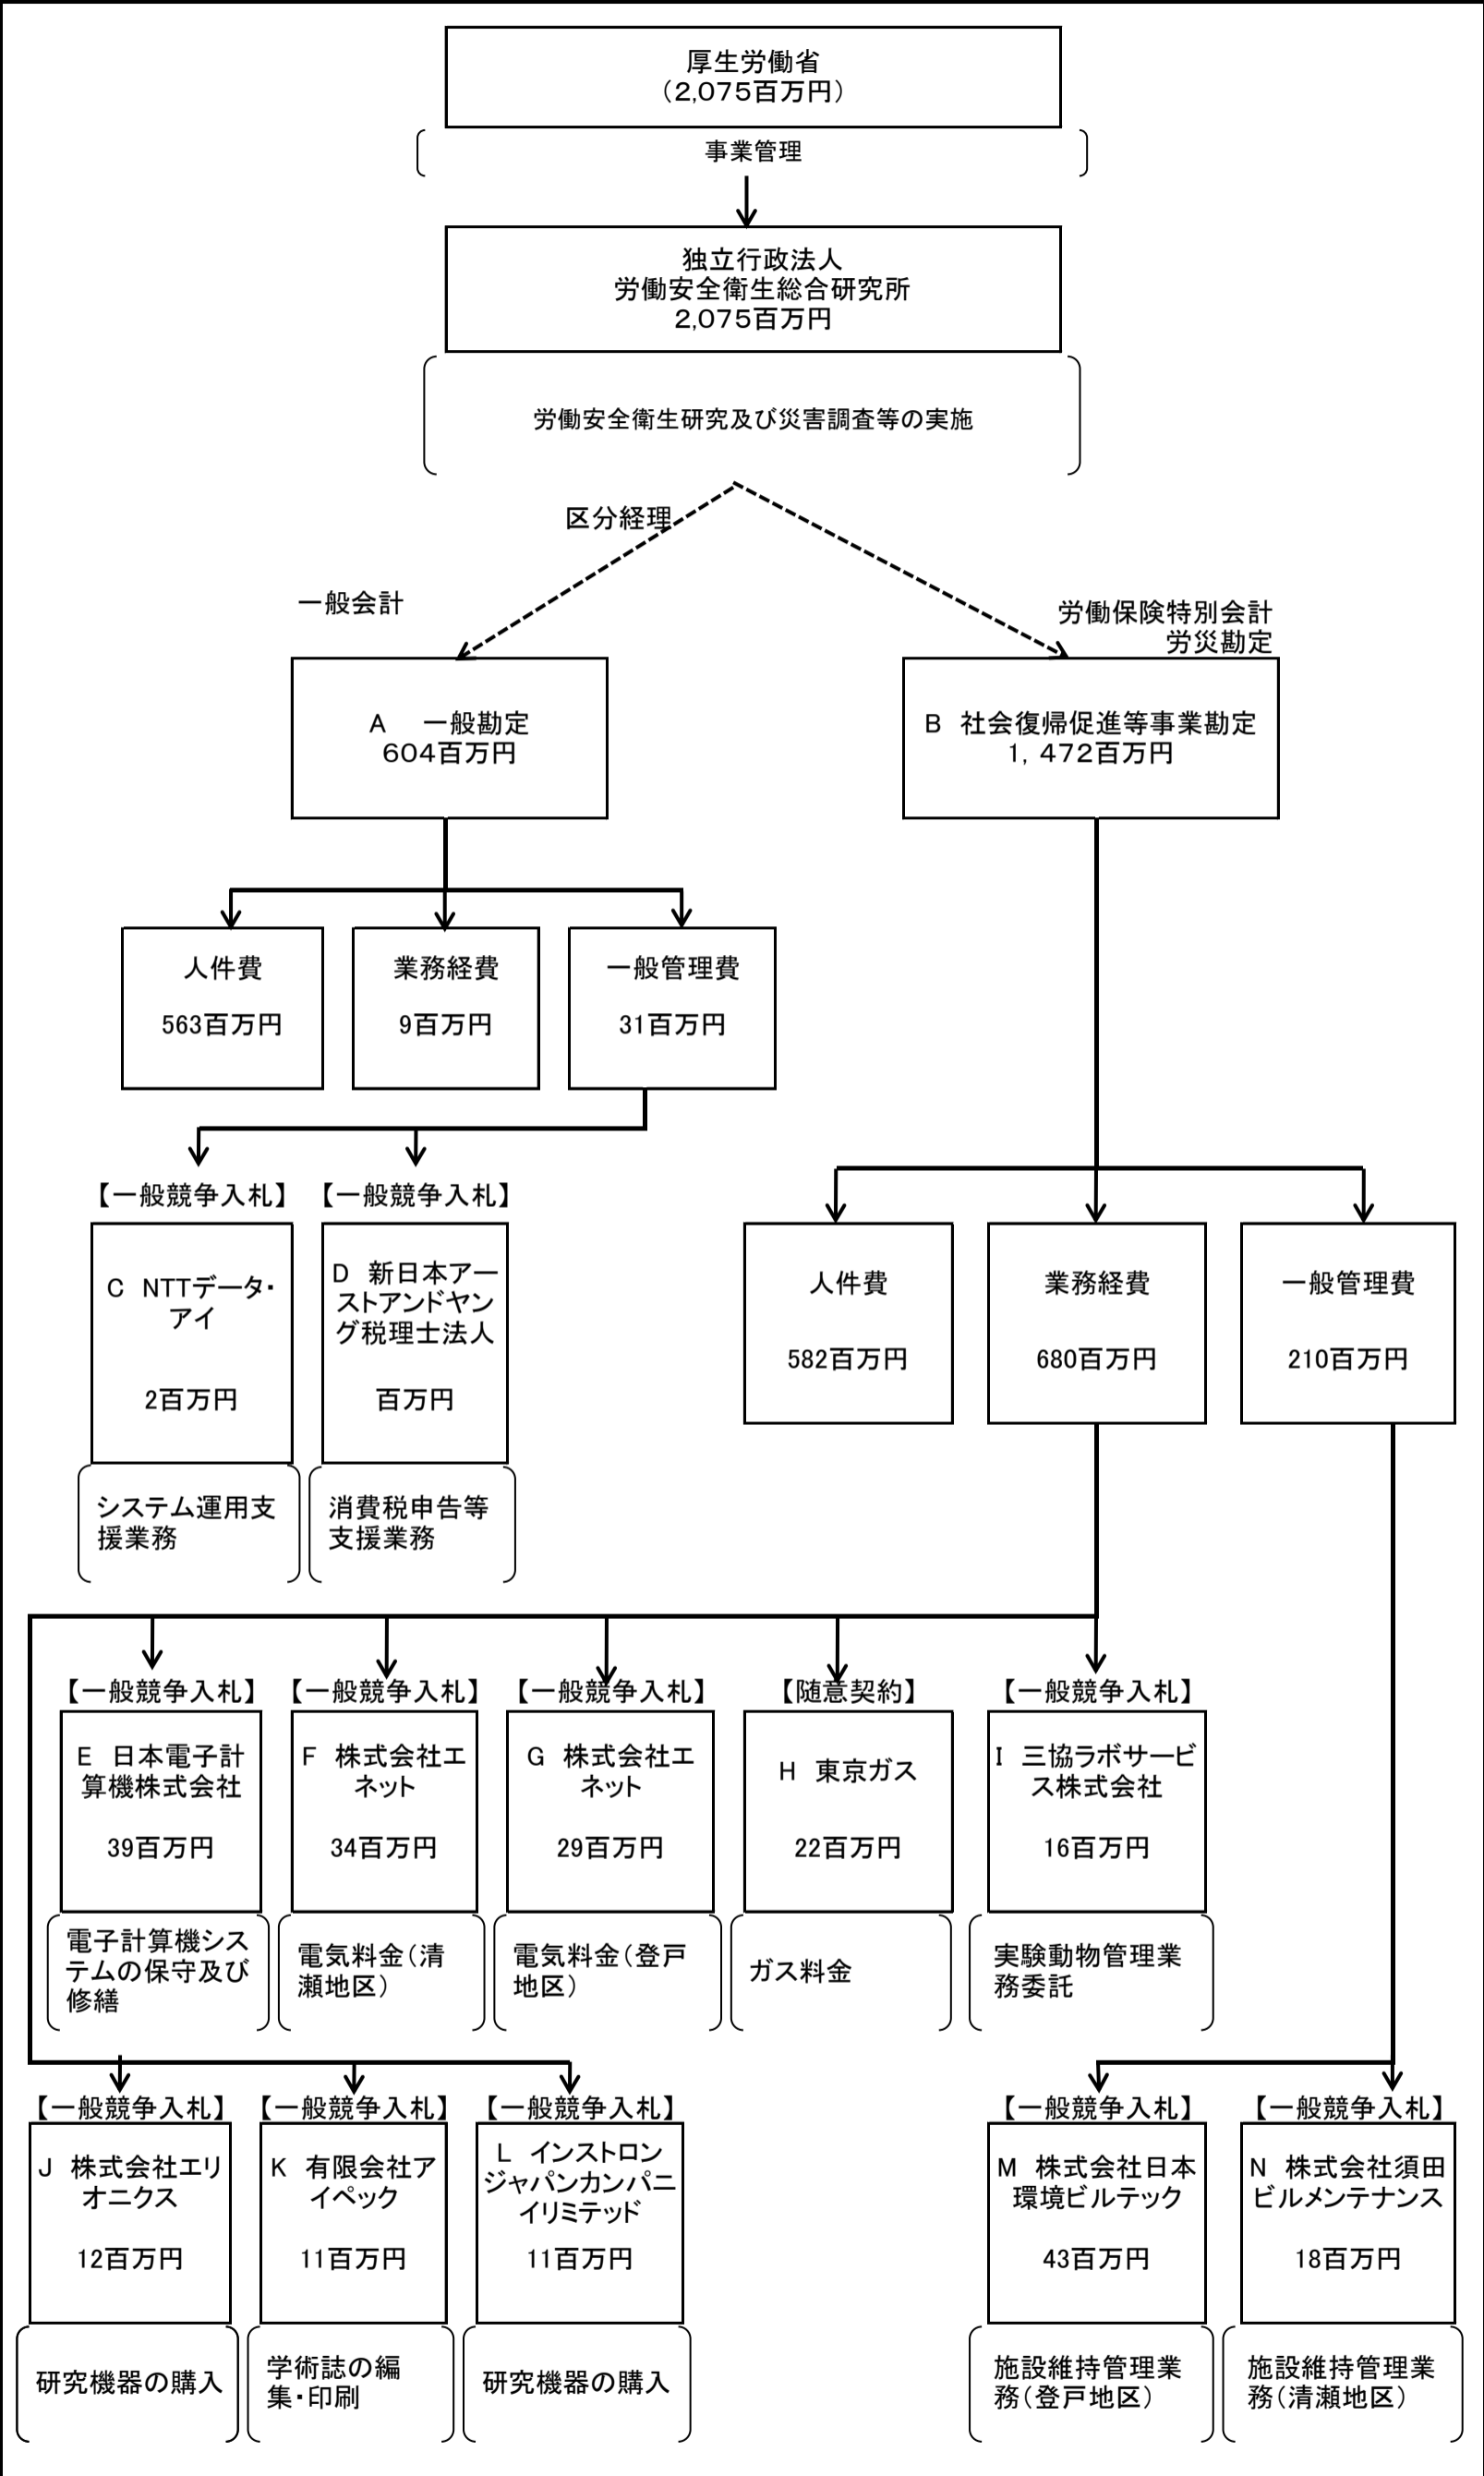 厚生労働省
（2,075百万円）
事業管理
独立行政法人
労働安全衛生総合研究所
2,075百万円
労働安全衛生研究及び災害調査等の実施
区分経理
一般会計
労働保険特別会計
労災勘定
A　一般勘定
604百万円
B　社会復帰促進等事業勘定
1，472百万円
人件費
563百万円
業務経費
9百万円
一般管理費
31百万円
【一般競争入札】
C　NTTデータ・
アイ
2百万円
システム運用支
援業務
【一般競争入札】
D　新日本アー
ストアンドヤン
グ税理士法人
百万円
消費税申告等
支援業務
人件費
582百万円
業務経費
680百万円
一般管理費
210百万円
【一般競争入札】
E　日本電子計
算機株式会社
39百万円
電子計算機シス
テムの保守及び
修繕
【一般競争入札】
F　株式会社エ
ネット
34百万円
電気料金（清
瀬地区）
【一般競争入札】
G　株式会社エ
ネット
29百万円
電気料金（登戸
地区）
【随意契約】
H　東京ガス
22百万円
ガス料金
【一般競争入札】
I　三協ラボサービ
ス株式会社
16百万円
実験動物管理業
務委託
【一般競争入札】
J　株式会社エリ
オニクス
12百万円
研究機器の購入
【一般競争入札】
K　有限会社ア
イペック
11百万円
学術誌の編
集・印刷
【一般競争入札】
L　インストロン
ジャパンカンパニ
イリミテッド
11百万円
研究機器の購入
【一般競争入札】
M　株式会社日本
環境ビルテック
43百万円
施設維持管理業
務（登戸地区）
【一般競争入札】
N　株式会社須田
ビルメンテナンス
18百万円
施設維持管理業
務（清瀬地区）